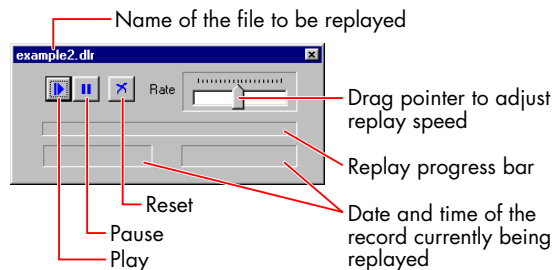 Name of the file to be replayed
example2.dlr
Rate
Drag pointer to adjust
replay speed
Replay progress bar
Reset
Date and time of the
record currently being
replayed
Pause
Play